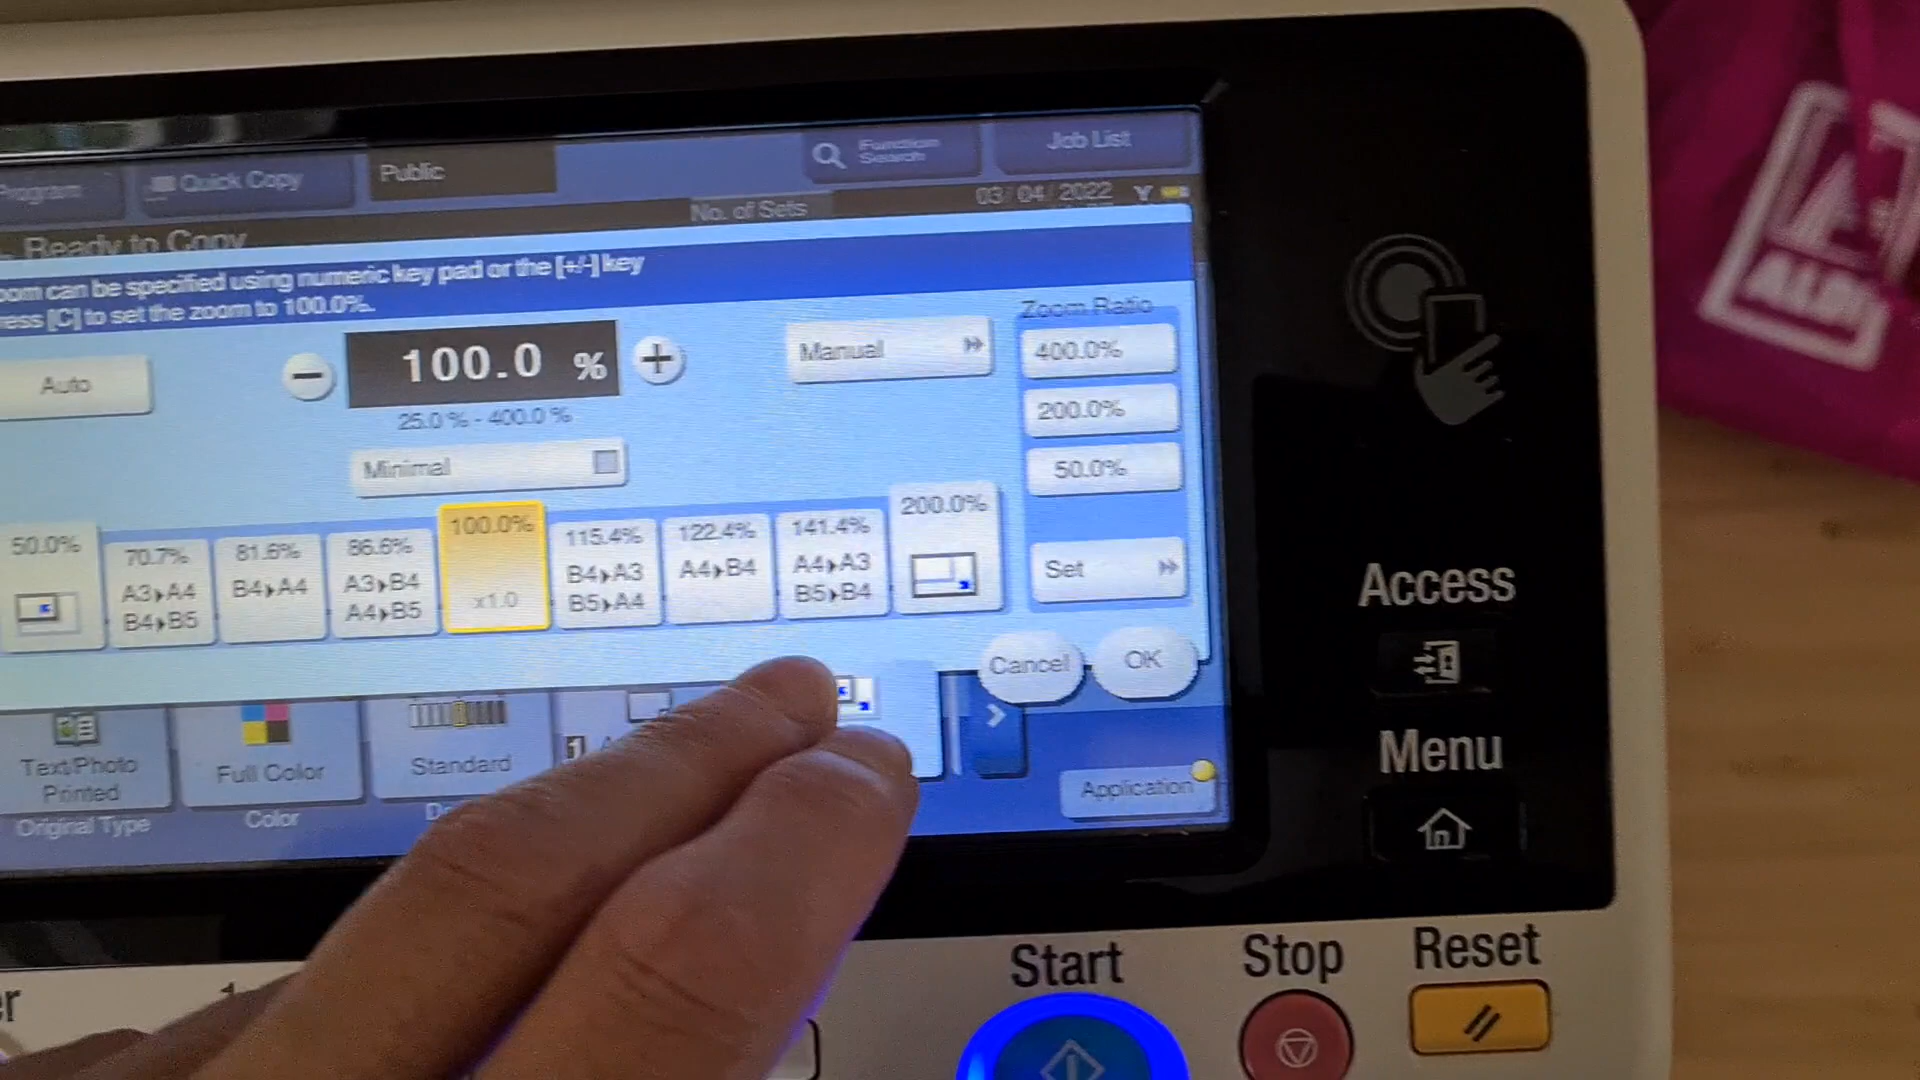 Program
Quick Copy
Public
Function
Search
Job List
Ready to Copy
No. of Sets
03 / 04 / 2022
Y
oom can be specified using numeric key pad or the [+/-] key
ress [C] to set the zoom to 100.0%.
Auto
−
100.0 %
+
25.0 % - 400.0 %
Minimal
Manual
Zoom Ratio
400.0%
200.0%
50.0%
Set
50.0%
70.7%
A3▸A4
B4▸B5
81.6%
B4▸A4
86.6%
A3▸B4
A4▸B5
100.0%
x1.0
115.4%
B4▸A3
B5▸A4
122.4%
A4▸B4
141.4%
A4▸A3
B5▸B4
200.0%
Cancel
OK
Text/Photo
Printed
Original Type
Full Color
Color
Standard
Application
Access
Menu
Start
Stop
Reset
ALDI